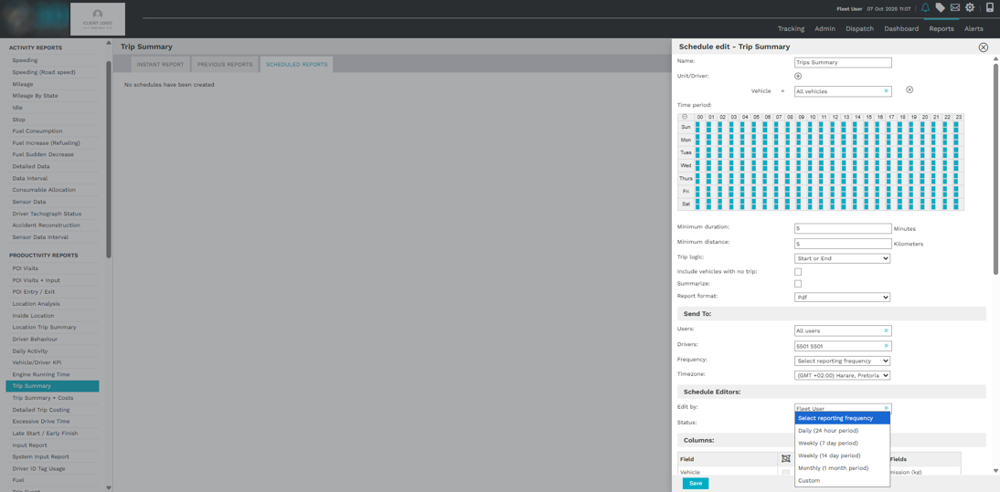 Fleet User 07 Oct 2025 11:07
CLIENT LOGO
Tracking Admin Dispatch Dashboard Reports Alerts
ACTIVITY REPORTS
Speeding
Speeding (Road speed)
Mileage
Mileage By State
Idle
Stop
Fuel Consumption
Fuel Increase (Refueling)
Fuel Sudden Decrease
Detailed Data
Data Interval
Consumable Allocation
Sensor Data
Driver Tachograph Status
Accident Reconstruction
Sensor Data Interval
PRODUCTIVITY REPORTS
POI Visits
POI Visits + Input
POI Entry / Exit
Location Analysis
Inside Location
Location Trip Summary
Driver Behaviour
Daily Activity
Vehicle/Driver KPI
Engine Running Time
Trip Summary
Trip Summary + Costs
Detailed Trip Costing
Excessive Drive Time
Late Start / Early Finish
Input Report
System Input Report
Driver ID Tag Usage
Fuel
Trip Event
Trip Summary
INSTANT REPORT PREVIOUS REPORTS SCHEDULED REPORTS
No schedules have been created
Schedule edit - Trip Summary
Name: Trips Summary
Unit/Driver:
Vehicle = All vehicles »
Time period:
00 01 02 03 04 05 06 07 08 09 10 11 12 13 14 15 16 17 18 19 20 21 22 23
Sun
Mon
Tues
Wed
Thurs
Fri
Sat
Minimum duration: 5 Minutes
Minimum distance: 5 Kilometers
Trip logic: Start or End
Include vehicles with no trip:
Summarize:
Report format: Pdf
Send To:
Users: All users »
Drivers: 5501 5501 »
Frequency: Select reporting frequency
Timezone: (GMT +02:00) Harare, Pretoria
Schedule Editors:
Edit by: Fleet User »
Status:
Select reporting frequency
Daily (24 hour period)
Weekly (7 day period)
Weekly (14 day period)
Monthly (1 month period)
Custom
Columns:
Field Fields
Vehicle mission (kg)
Save